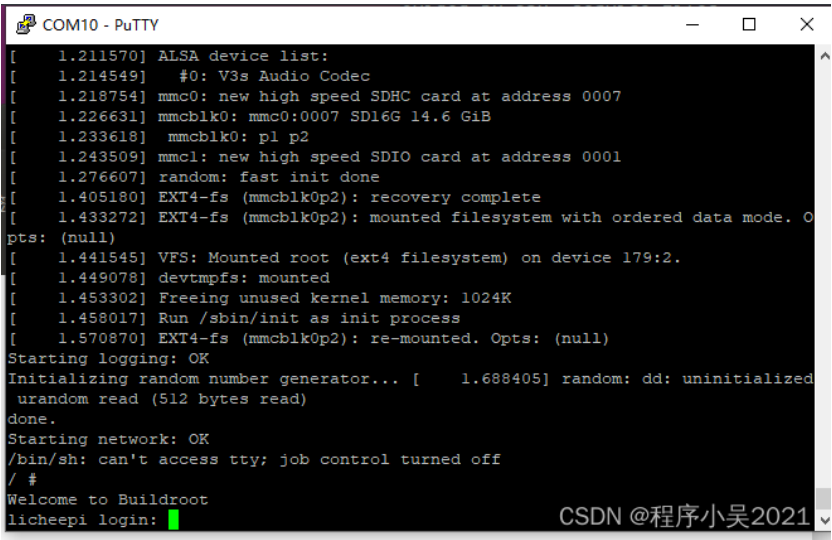 COM10 - PuTTY
[    1.211570] ALSA device list:
[    1.214549]   #0: V3s Audio Codec
[    1.218754] mmc0: new high speed SDHC card at address 0007
[    1.226631] mmcblk0: mmc0:0007 SD16G 14.6 GiB
[    1.233618]  mmcblk0: p1 p2
[    1.243509] mmc1: new high speed SDIO card at address 0001
[    1.276607] random: fast init done
[    1.405180] EXT4-fs (mmcblk0p2): recovery complete
[    1.433272] EXT4-fs (mmcblk0p2): mounted filesystem with ordered data mode. O
pts: (null)
[    1.441545] VFS: Mounted root (ext4 filesystem) on device 179:2.
[    1.449078] devtmpfs: mounted
[    1.453302] Freeing unused kernel memory: 1024K
[    1.458017] Run /sbin/init as init process
[    1.570870] EXT4-fs (mmcblk0p2): re-mounted. Opts: (null)
Starting logging: OK
Initializing random number generator... [    1.688405] random: dd: uninitialized
 urandom read (512 bytes read)
done.
Starting network: OK
/bin/sh: can't access tty; job control turned off
/ #
Welcome to Buildroot
licheepi login:
CSDN @程序小吴2021